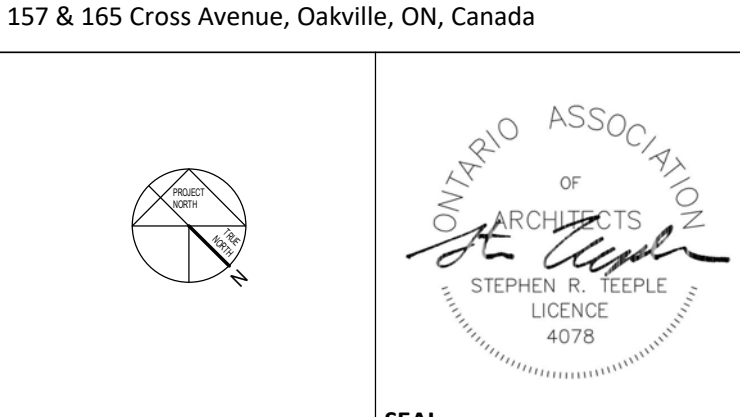 157 & 165 Cross Avenue, Oakville, ON, Canada
PROJECT
NORTH
TRUE
NORTH
N
ONTARIO ASSOCIATION
OF
ARCHITECTS
STEPHEN R. TEEPLE
LICENCE
4078
SEAL